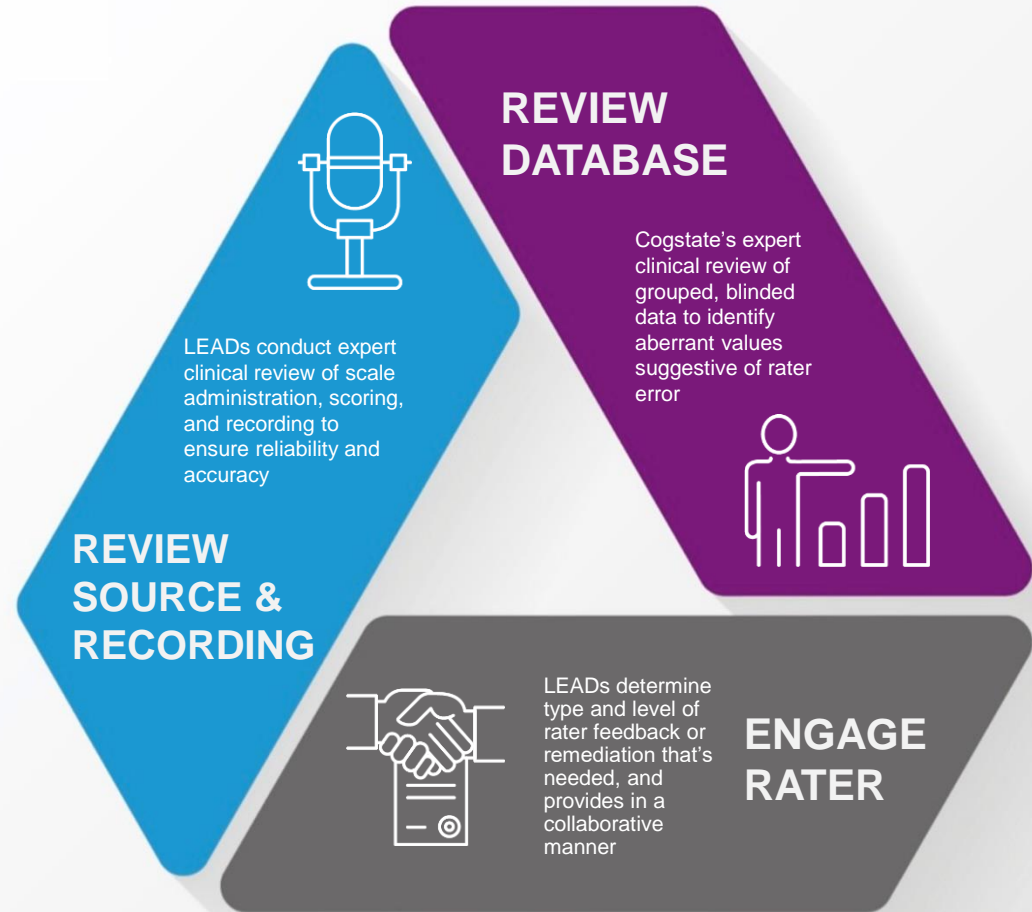 REVIEW
DATABASE
Cogstate’s expert
clinical review of
grouped, blinded
data to identify
aberrant values
suggestive of rater
error
LEADs conduct expert
clinical review of scale
administration, scoring,
and recording to
ensure reliability and
accuracy
REVIEW
SOURCE &
RECORDING
LEADs determine
type and level of
rater feedback or
remediation that’s
needed, and
provides in a
collaborative
manner
ENGAGE
RATER